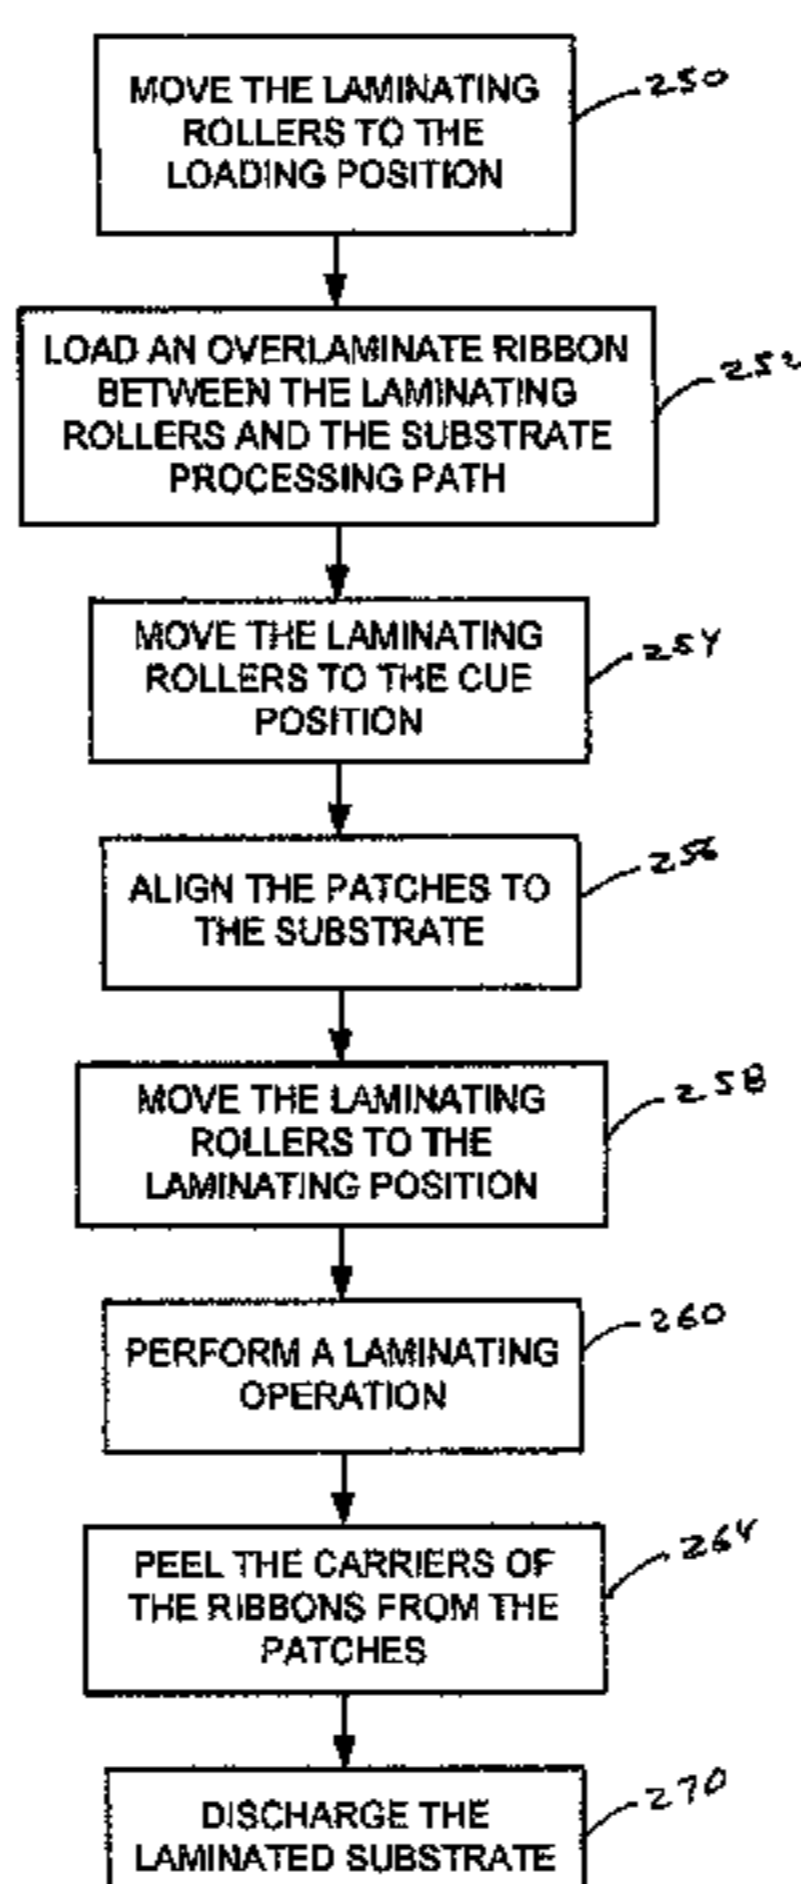 MOVE THE LAMINATING
ROLLERS TO THE
LOADING POSITION
250
LOAD AN OVERLAMINATE RIBBON
BETWEEN THE LAMINATING
ROLLERS AND THE SUBSTRATE
PROCESSING PATH
252
MOVE THE LAMINATING
ROLLERS TO THE CUE
POSITION
254
ALIGN THE PATCHES TO
THE SUBSTRATE
256
MOVE THE LAMINATING
ROLLERS TO THE
LAMINATING POSITION
258
PERFORM A LAMINATING
OPERATION
260
PEEL THE CARRIERS OF
THE RIBBONS FROM THE
PATCHES
264
DISCHARGE THE
LAMINATED SUBSTRATE
270